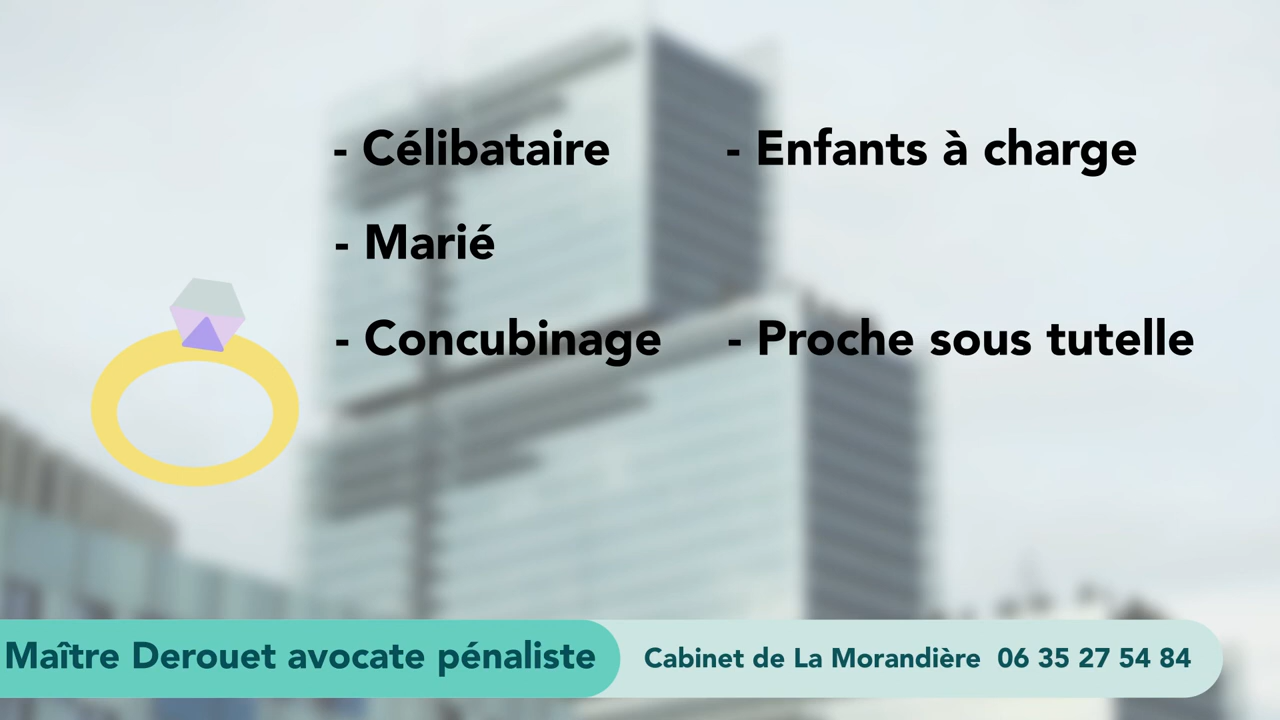 - Célibataire
- Enfants à charge
- Marié
- Concubinage
- Proche sous tutelle
Maître Derouet avocate pénaliste
Cabinet de La Morandière 06 35 27 54 84